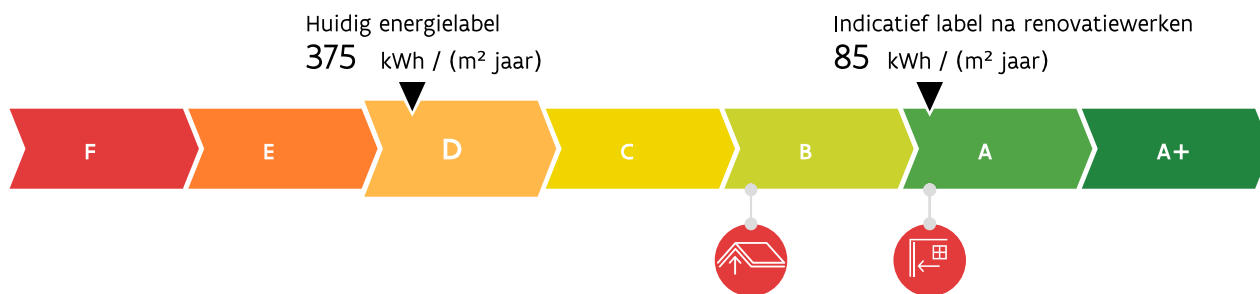 Huidig energielabel
375 kWh / (m² jaar)
Indicatief label na renovatiewerken
85 kWh / (m² jaar)
F E D C B A A+